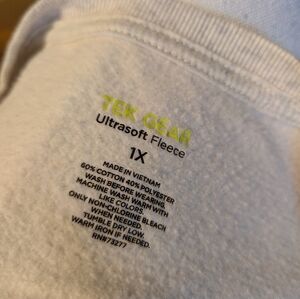 TEK GEAR
Ultrasoft Fleece
1X
MADE IN VIETNAM
60% COTTON 40% POLYESTER
WASH BEFORE WEARING.
MACHINE WASH WARM WITH
LIKE COLORS.
ONLY NON-CHLORINE BLEACH
WHEN NEEDED.
TUMBLE DRY LOW.
WARM IRON IF NEEDED.
RN#73277